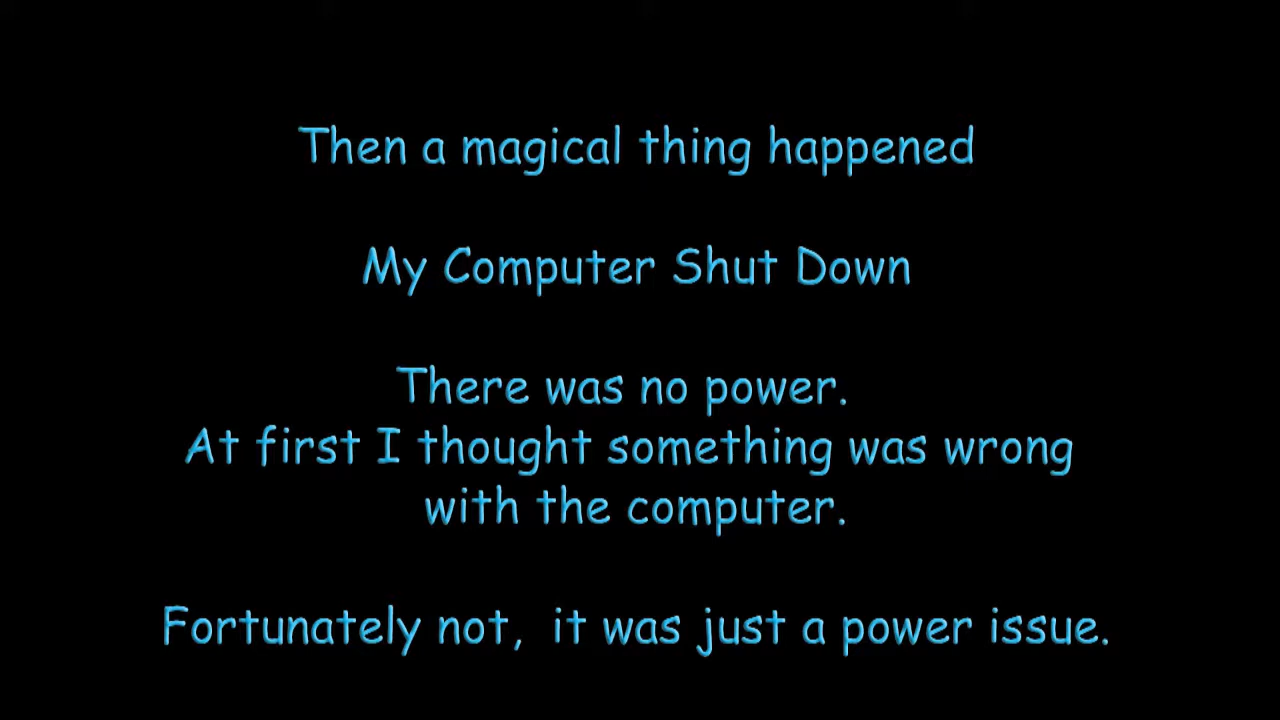 Then a magical thing happened
My Computer Shut Down
There was no power.
At first I thought something was wrong
with the computer.
Fortunately not,  it was just a power issue.